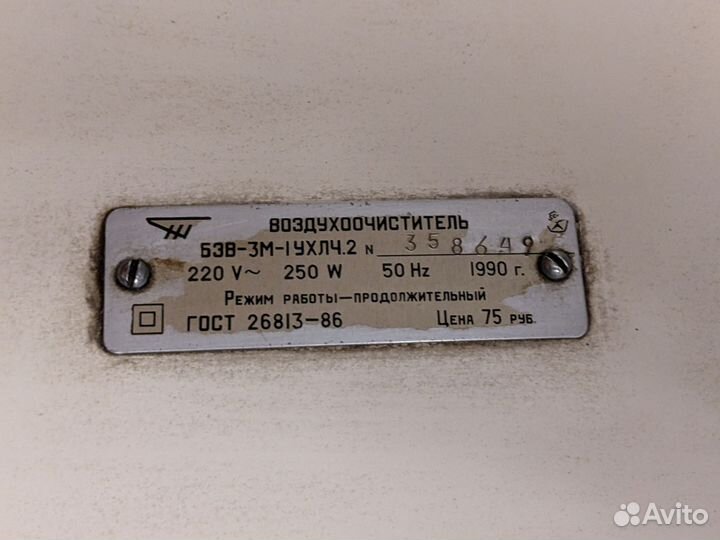 ВОЗДУХООЧИСТИТЕЛЬ
БЭВ-3М-1УХЛЧ.2 N 358649
220 V~ 250 W 50 Hz 1990 г.
РЕЖИМ РАБОТЫ—ПРОДОЛЖИТЕЛЬНЫЙ
ГОСТ 26813—86 ЦЕНА 75 РУБ.
Avito